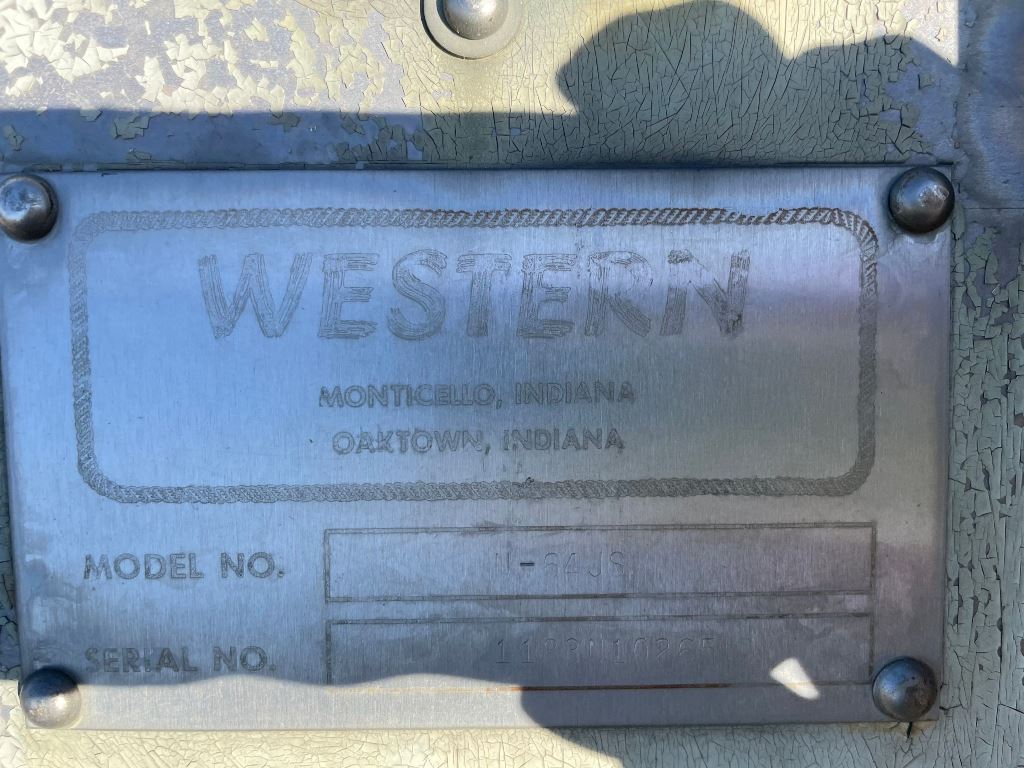 WESTERN
MONTICELLO, INDIANA
OAKTOWN, INDIANA
MODEL NO.
SERIAL NO.